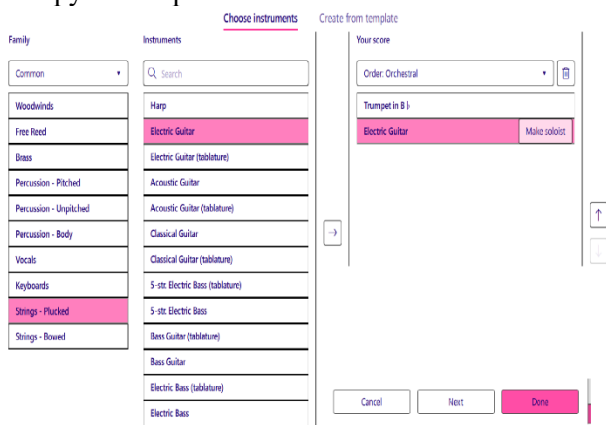 Choose instruments
Create from template
Family
Common
Woodwinds
Free Reed
Brass
Percussion - Pitched
Percussion - Unpitched
Percussion - Body
Vocals
Keyboards
Strings - Plucked
Strings - Bowed
Instruments
Search
Harp
Electric Guitar
Electric Guitar (tablature)
Acoustic Guitar
Acoustic Guitar (tablature)
Classical Guitar
Classical Guitar (tablature)
5-str. Electric Bass (tablature)
5-str. Electric Bass
Bass Guitar (tablature)
Bass Guitar
Electric Bass (tablature)
Electric Bass
Your score
Order: Orchestral
Trumpet in B♭
Electric Guitar
Make soloist
Cancel
Next
Done